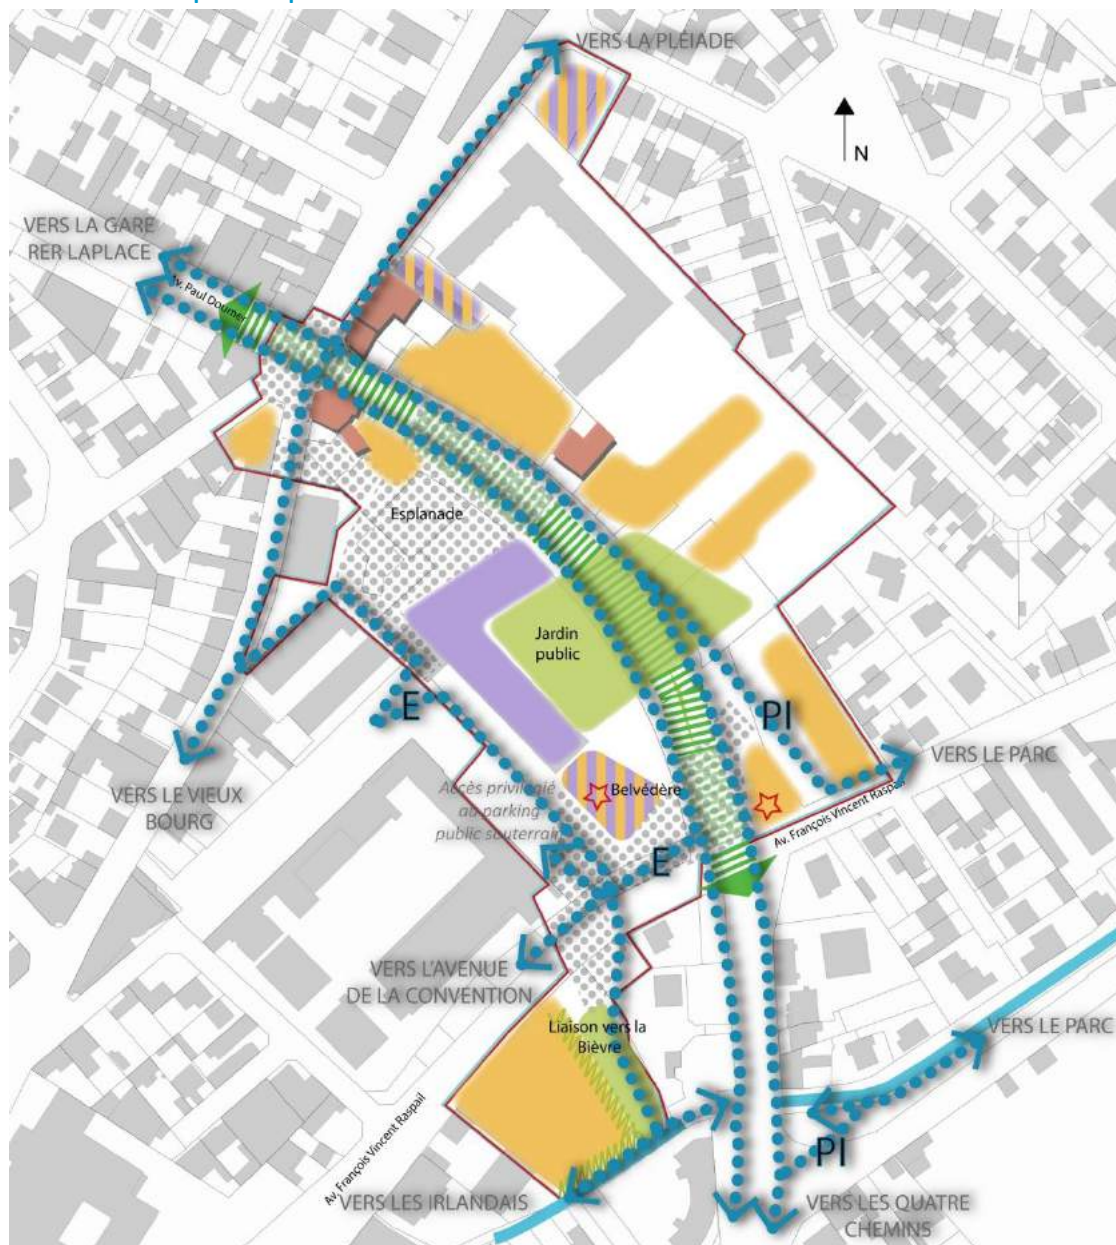 VERS LA PLÉIADE
N
VERS LA GARE
RER LAPLACE
Av. Paul Doumer
Esplanade
Jardin
public
E
PI
VERS LE PARC
VERS LE VIEUX
BOURG
Accès privilégié
au parking
public souterrain
Belvédère
Av. François Vincent Raspail
E
VERS L'AVENUE
DE LA CONVENTION
Liaison vers la
Bièvre
VERS LE PARC
Av. François Vincent Raspail
PI
VERS LES IRLANDAIS
VERS LES QUATRE
CHEMINS